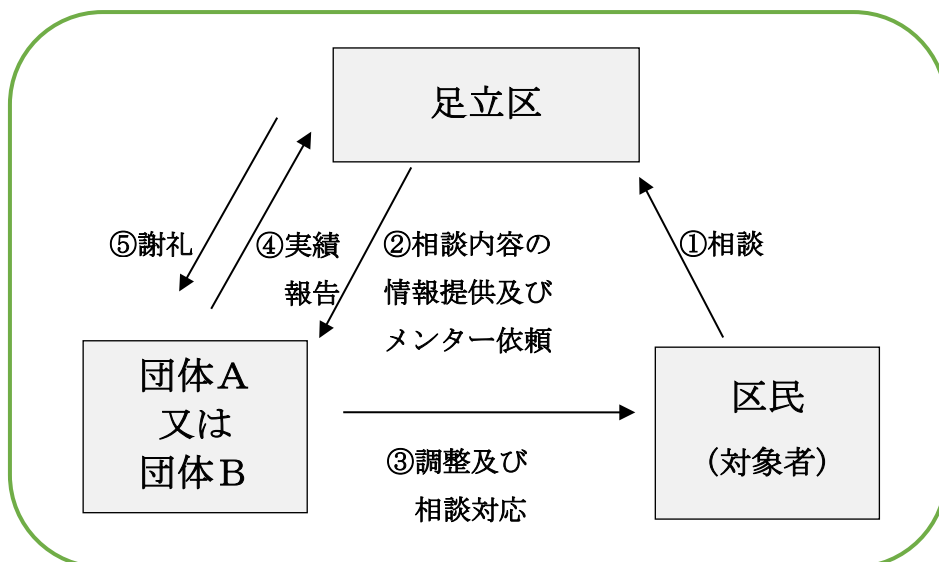 足立区
⑤謝礼
④実績
報告
②相談内容の
情報提供及び
メンター依頼
①相談
団体A
又は
団体B
区民
（対象者）
③調整及び
相談対応